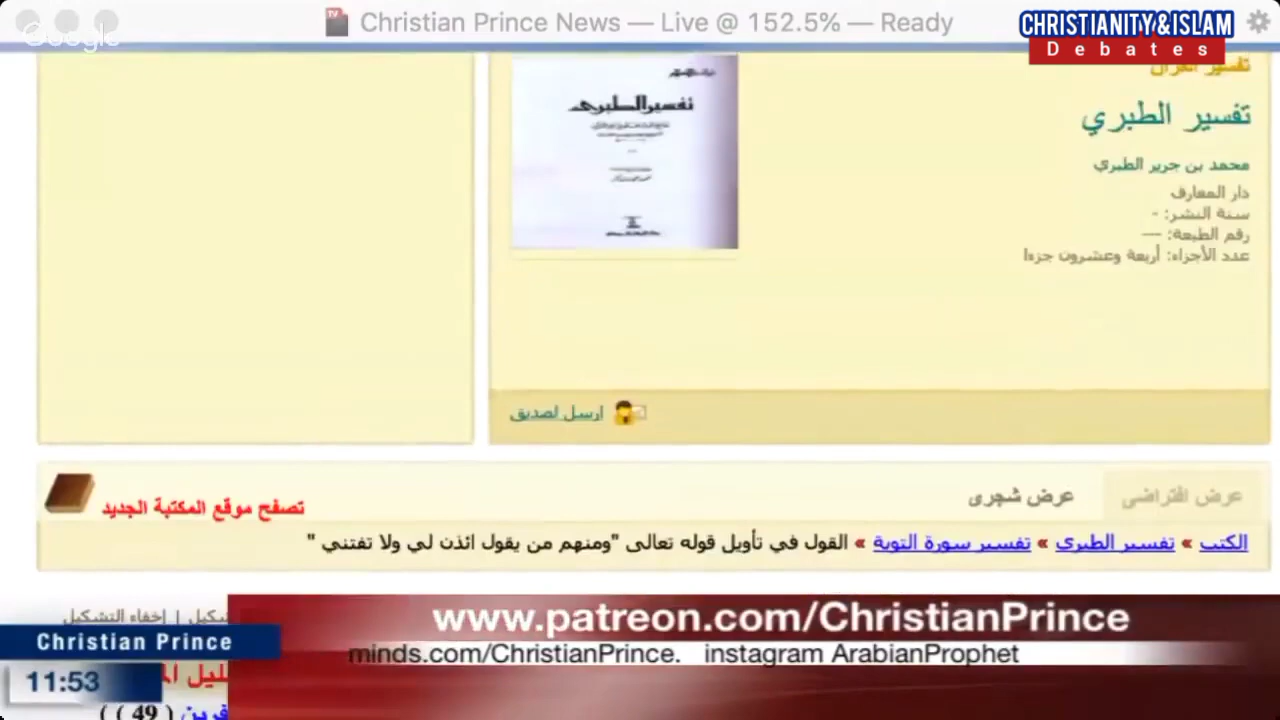 Christian Prince News — Live @ 152.5% — Ready
Google
CHRISTIANITY&ISLAM
Debates
تفسير القرآن
تفسير الطبري
محمد بن جرير الطبري
دار المعارف
سنة النشر: -
رقم الطبعة: ---
عدد الأجزاء: أربعة وعشرون جزءا
تفسير الطبري
ارسل لصديق
عرض افتراضي
عرض شجري
تصفح موقع المكتبة الجديد
الكتب » تفسير الطبري » تفسير سورة التوبة » القول في تأويل قوله تعالى "ومنهم من يقول ائذن لي ولا تفتني "
إخفاء التشكيل
www.patreon.com/ChristianPrince
Christian Prince
minds.com/ChristianPrince. instagram ArabianProphet
11:53
( ( 49 )